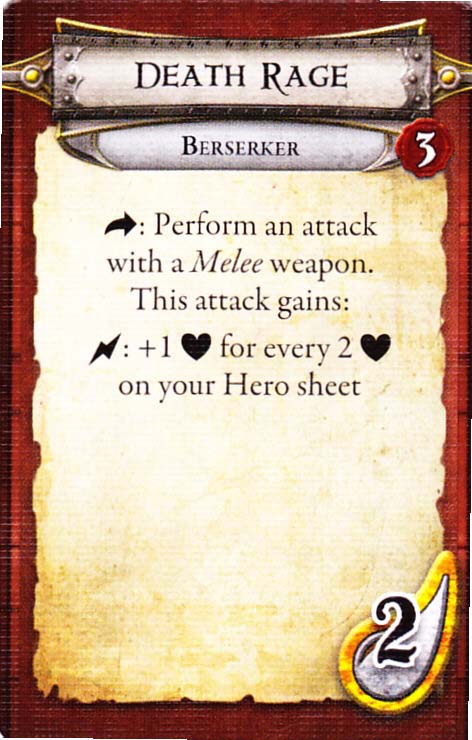 DEATH RAGE
BERSERKER
3
: Perform an attack
with a Melee weapon.
This attack gains:
: +1 ♥ for every 2 ♥
on your Hero sheet
2